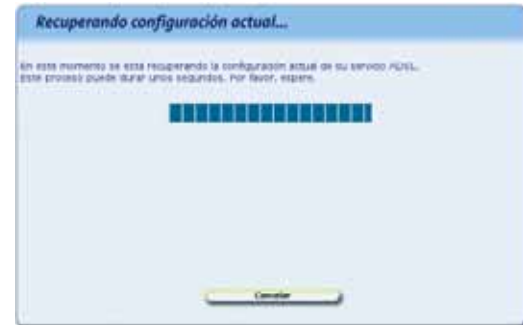 Recuperando configuración actual...
En este momento se esta recuperando la configuración actual de su servicio ADSL.
Este proceso puede durar unos segundos. Por favor, espere.
Cancelar